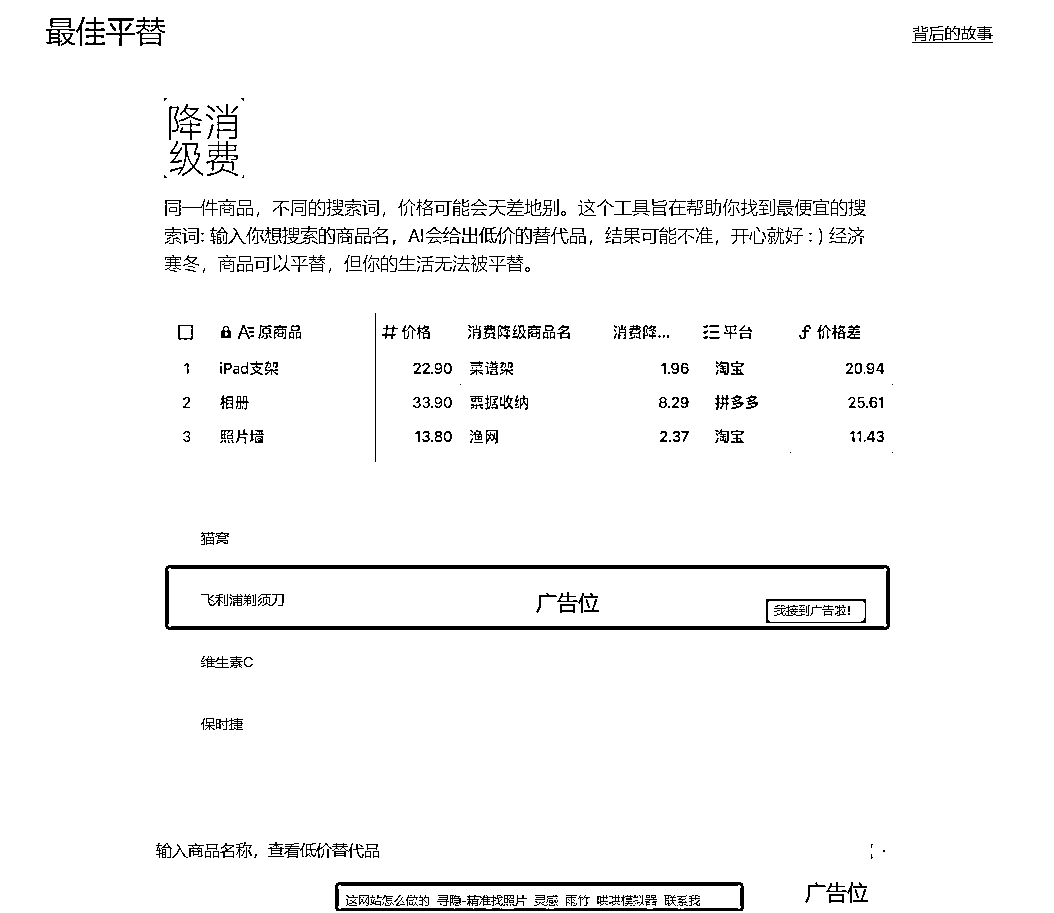 最佳平替 背后的故事
降消
级费
同一件商品，不同的搜索词，价格可能会天差地别。这个工具旨在帮助你找到最便宜的搜
索词: 输入你想搜索的商品名，AI会给出低价的替代品，结果可能不准，开心就好 : ) 经济
寒冬，商品可以平替，但你的生活无法被平替。
原商品 # 价格 消费降级商品名 消费降... 平台 价格差
1 iPad支架 22.90 菜谱架 1.96 淘宝 20.94
2 相册 33.90 票据收纳 8.29 拼多多 25.61
3 照片墙 13.80 渔网 2.37 淘宝 11.43
猫窝
飞利浦剃须刀 广告位 我接到广告啦!
维生素C
保时捷
输入商品名称，查看低价替代品
这网站怎么做的 寻隐-精准找照片 灵感 雨竹 哄哄模拟器 联系我 广告位